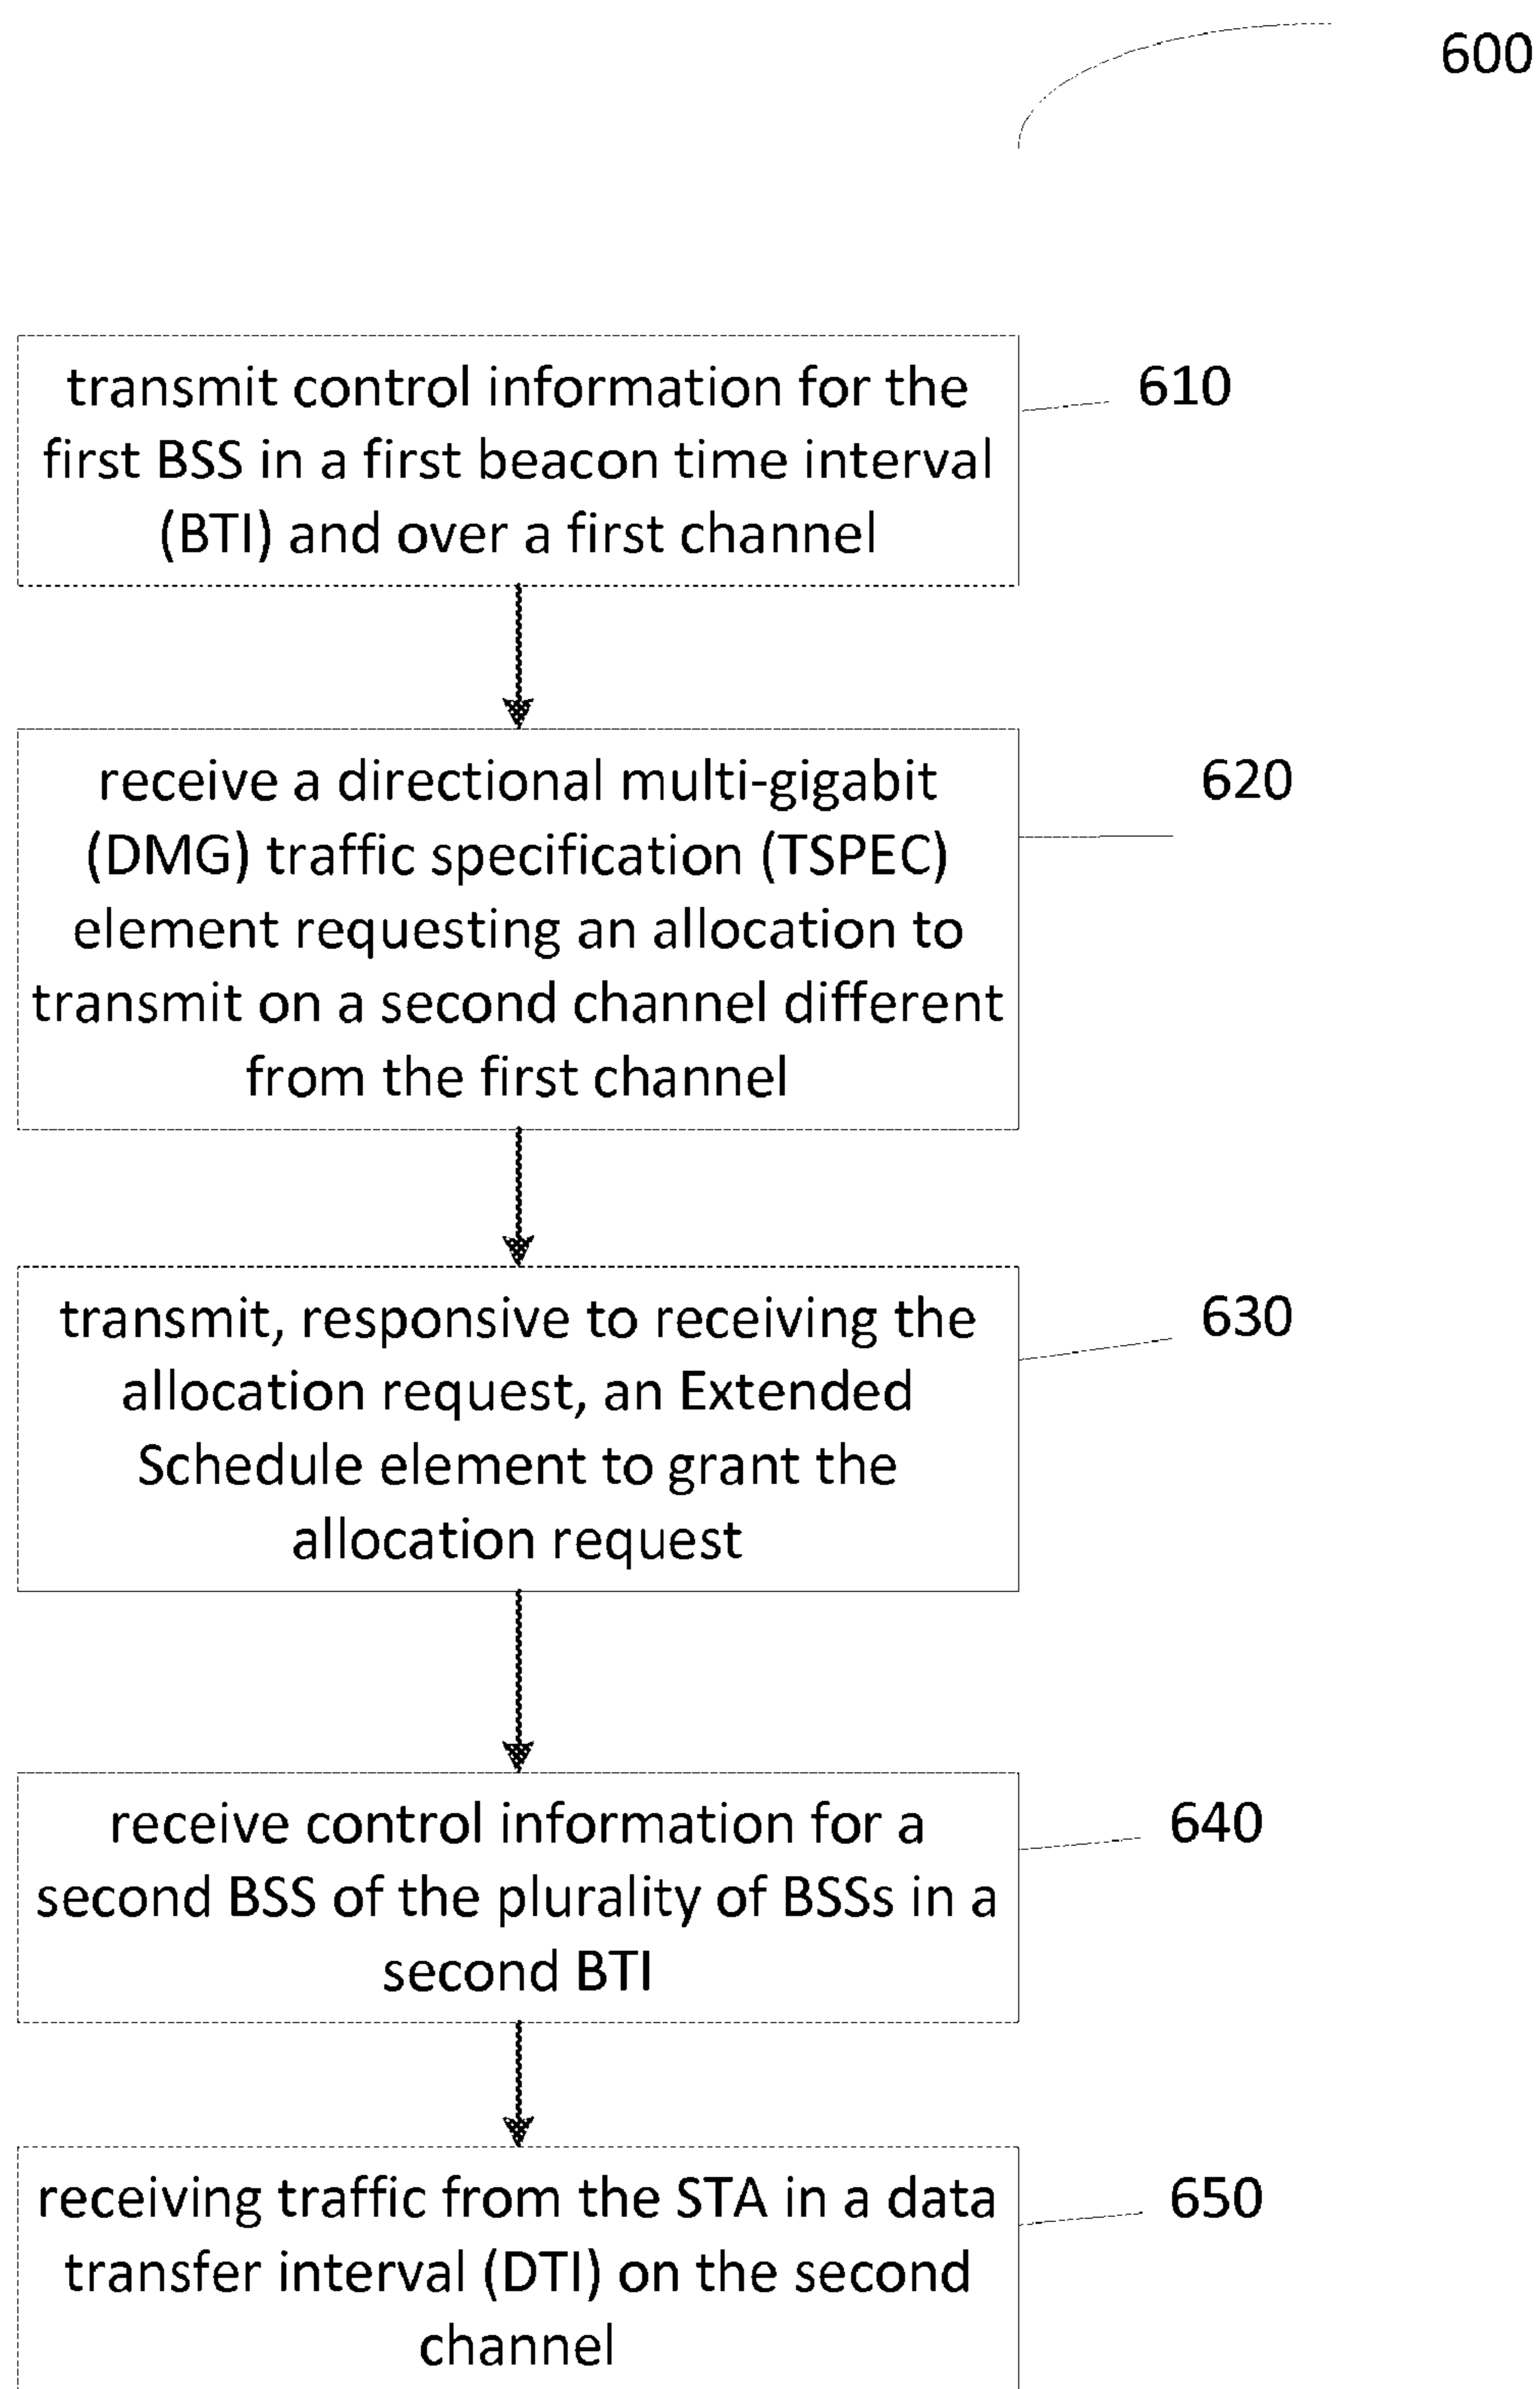 600
transmit control information for the
first BSS in a first beacon time interval
(BTI) and over a first channel
610
receive a directional multi-gigabit
(DMG) traffic specification (TSPEC)
element requesting an allocation to
transmit on a second channel different
from the first channel
620
transmit, responsive to receiving the
allocation request, an Extended
Schedule element to grant the
allocation request
630
receive control information for a
second BSS of the plurality of BSSs in a
second BTI
640
receiving traffic from the STA in a data
transfer interval (DTI) on the second
channel
650